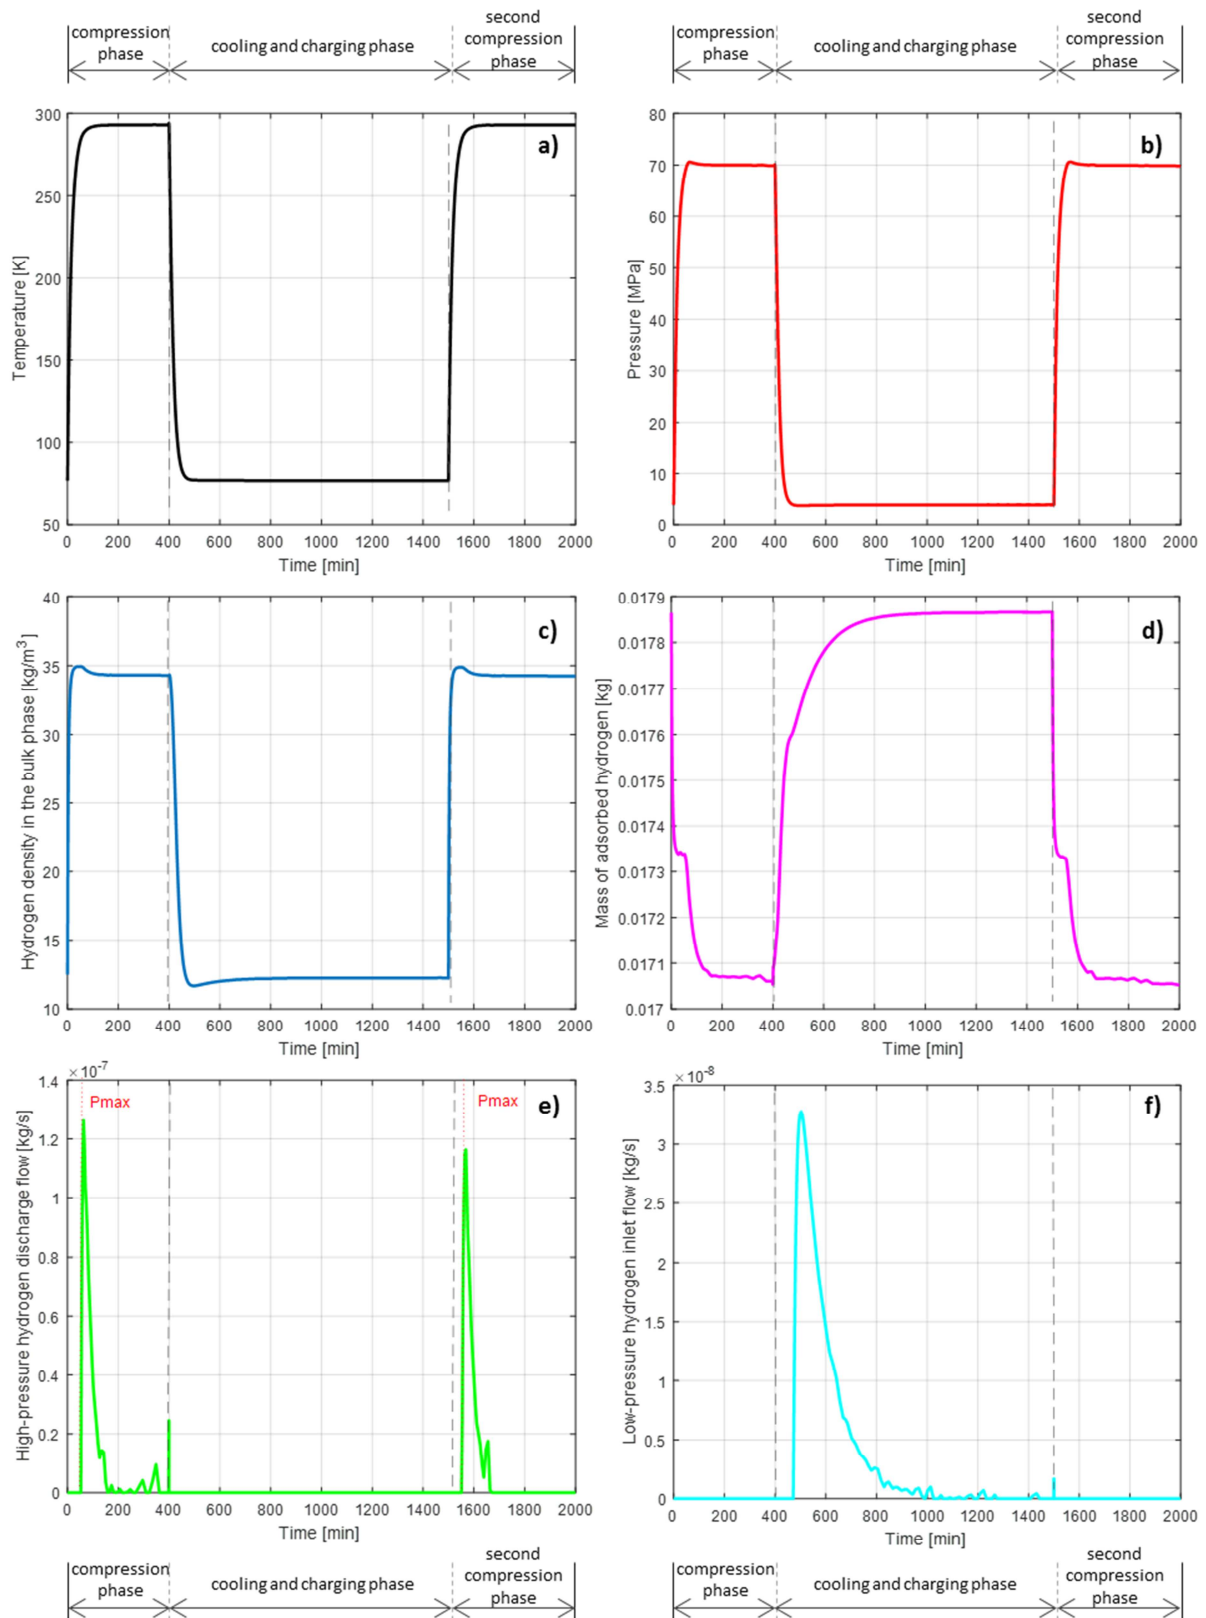 compression
phase
cooling and charging phase
second
compression
phase
compression
phase
cooling and charging phase
second
compression
phase
300
250
200
150
100
50
0 200 400 600 800 1000 1200 1400 1600 1800 2000
Time [min]
Temperature [K]
a)
80
70
60
50
40
30
20
10
0
0 200 400 600 800 1000 1200 1400 1600 1800 2000
Time [min]
Pressure [MPa]
b)
40
35
30
25
20
15
10
0 200 400 600 800 1000 1200 1400 1600 1800 2000
Time [min]
Hydrogen density in the bulk phase [kg/m³]
c)
0.0179
0.0178
0.0177
0.0176
0.0175
0.0174
0.0173
0.0172
0.0171
0.017
0 200 400 600 800 1000 1200 1400 1600 1800 2000
Time [min]
Mass of adsorbed hydrogen [kg]
d)
×10⁻⁷
1.4
1.2
1
0.8
0.6
0.4
0.2
0
0 200 400 600 800 1000 1200 1400 1600 1800 2000
Time [min]
High-pressure hydrogen discharge flow [kg/s]
Pmax
Pmax
e)
×10⁻⁸
3.5
3
2.5
2
1.5
1
0.5
0
0 200 400 600 800 1000 1200 1400 1600 1800 2000
Time [min]
Low-pressure hydrogen inlet flow [kg/s]
f)
compression
phase
cooling and charging phase
second
compression
phase
compression
phase
cooling and charging phase
second
compression
phase